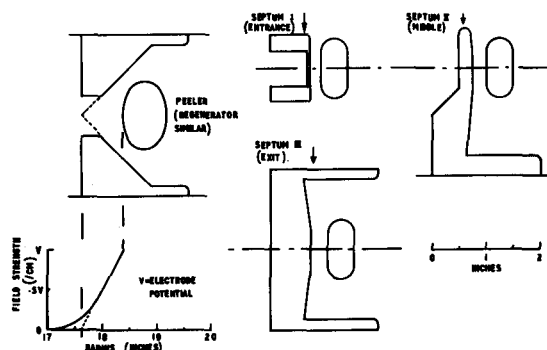 SEPTUM I
(ENTRANCE)
SEPTUM II
(MIDDLE)
PEELER
(REGENERATOR
SIMILAR)
SEPTUM III
(EXIT).
FIELD STRENGTH
(/CM)
V
·5V
0
V=ELECTRODE
POTENTIAL
17
18
19
20
RADIUS (INCHES)
0
1
2
INCHES